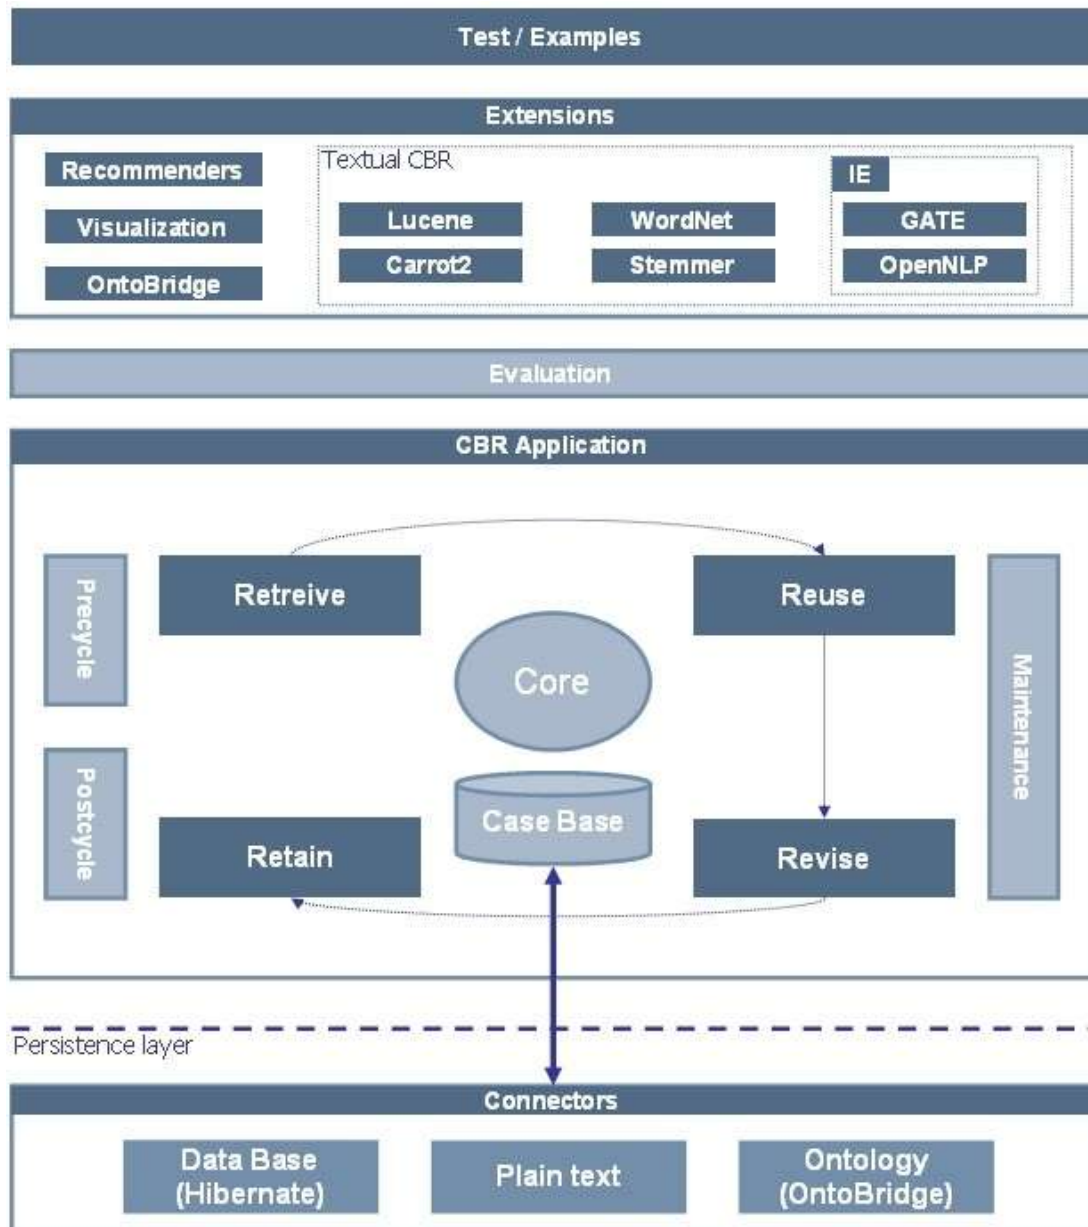 Test / Examples
Extensions
Recommenders
Visualization
OntoBridge
Textual CBR
Lucene
Carrot2
WordNet
Stemmer
IE
GATE
OpenNLP
Evaluation
CBR Application
Precycle
Postcycle
Retreive
Reuse
Core
Case Base
Retain
Revise
Maintenance
Persistence layer
Connectors
Data Base
(Hibernate)
Plain text
Ontology
(OntoBridge)